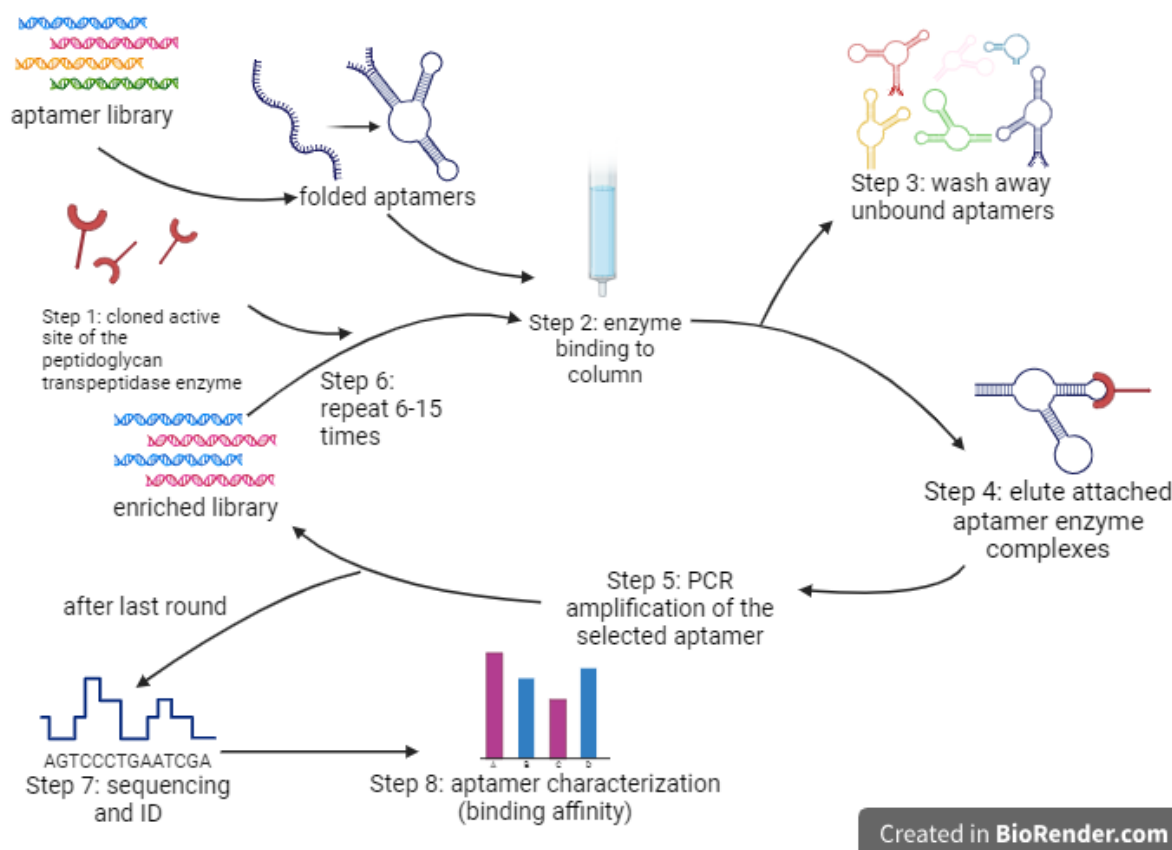 aptamer library
folded aptamers
Step 3: wash away
unbound aptamers
Step 1: cloned active
site of the
peptidoglycan
transpeptidase enzyme
Step 2: enzyme
binding to
column
Step 6:
repeat 6-15
times
enriched library
Step 4: elute attached
aptamer enzyme
complexes
Step 5: PCR
amplification of the
selected aptamer
after last round
AGTCCCTGAATCGA
Step 7: sequencing
and ID
A B C D
Step 8: aptamer characterization
(binding affinity)
Created in BioRender.com